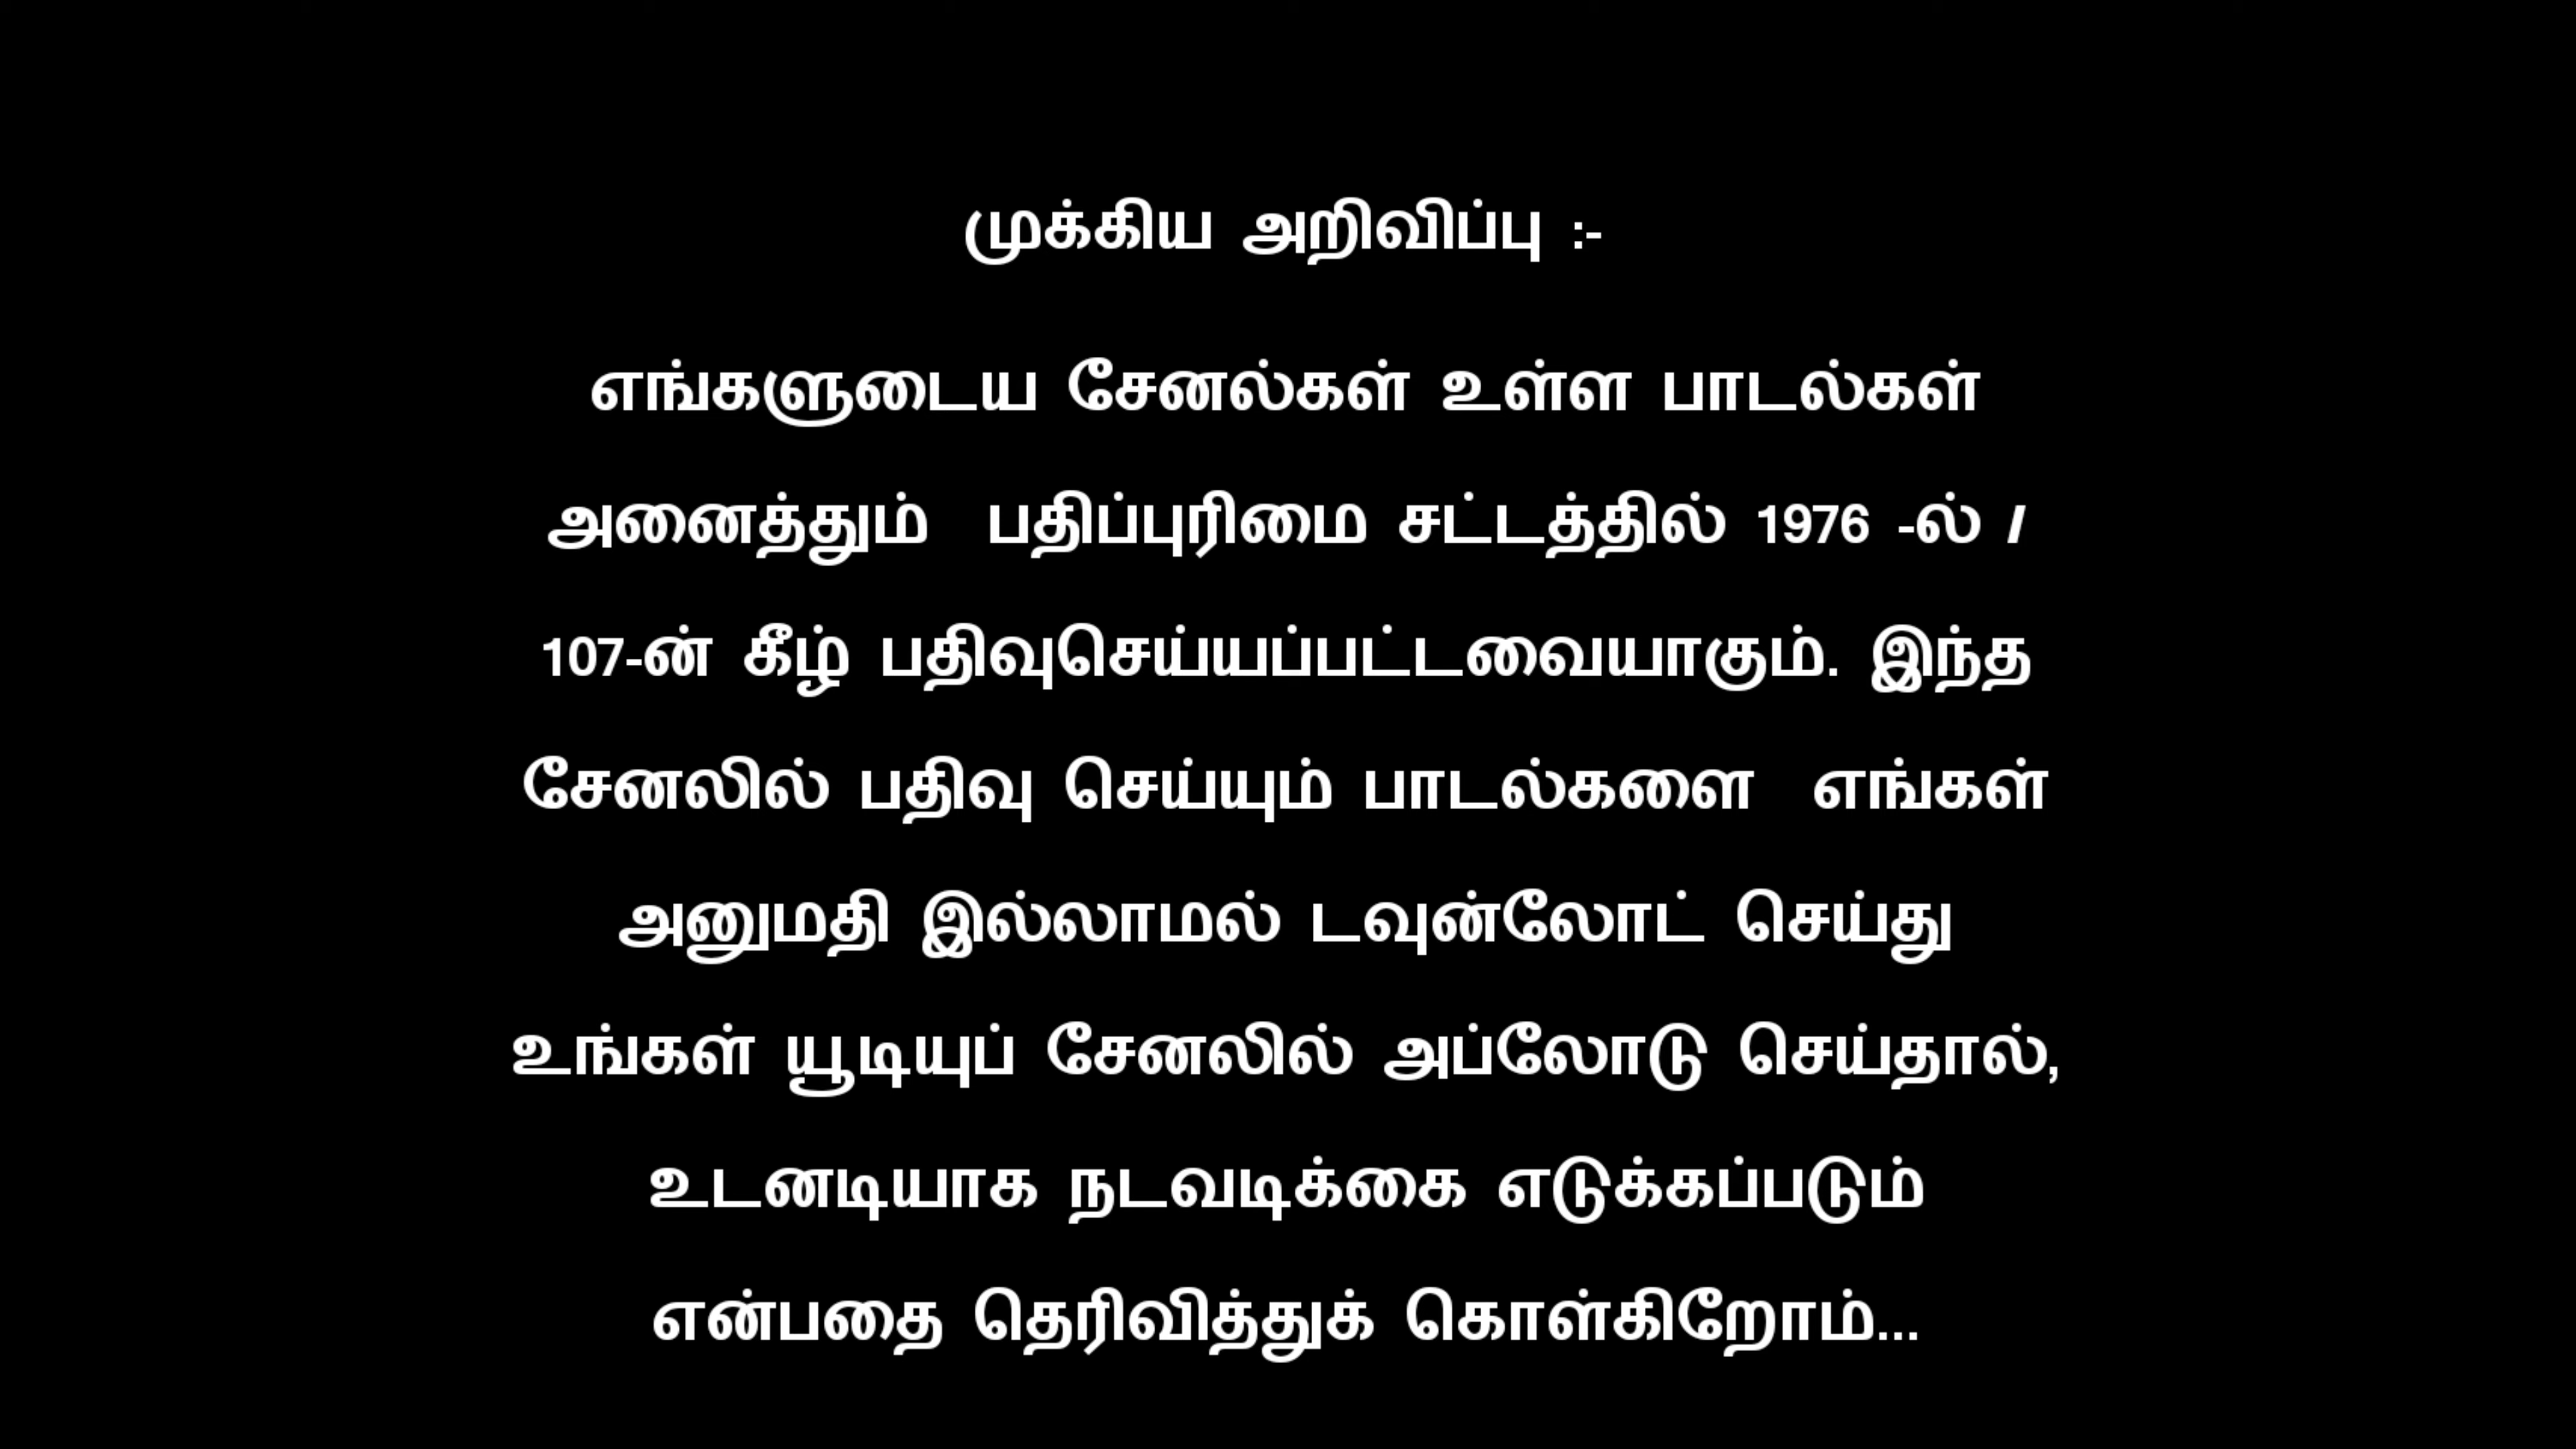 முக்கிய அறிவிப்பு :-
எங்களுடைய சேனல்கள் உள்ள பாடல்கள்
அனைத்தும் பதிப்புரிமை சட்டத்தில் 1976 -ல் /
107-ன் கீழ் பதிவுசெய்யப்பட்டவையாகும். இந்த
சேனலில் பதிவு செய்யும் பாடல்களை எங்கள்
அனுமதி இல்லாமல் டவுன்லோட் செய்து
உங்கள் யூடியுப் சேனலில் அப்லோடு செய்தால்,
உடனடியாக நடவடிக்கை எடுக்கப்படும்
என்பதை தெரிவித்துக் கொள்கிறோம்...